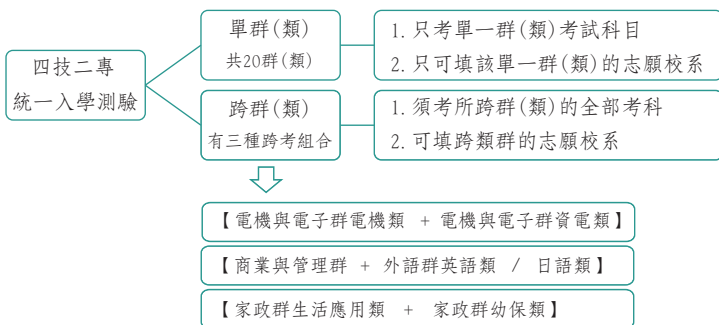 四技二專
統一入學測驗
單群(類)
共20群(類)
1. 只考單一群(類)考試科目
2. 只可填該單一群(類)的志願校系
跨群(類)
有三種跨考組合
1. 須考所跨群(類)的全部考科
2. 可填跨類群的志願校系
【電機與電子群電機類 + 電機與電子群資電類】
【商業與管理群 + 外語群英語類 / 日語類】
【家政群生活應用類 + 家政群幼保類】